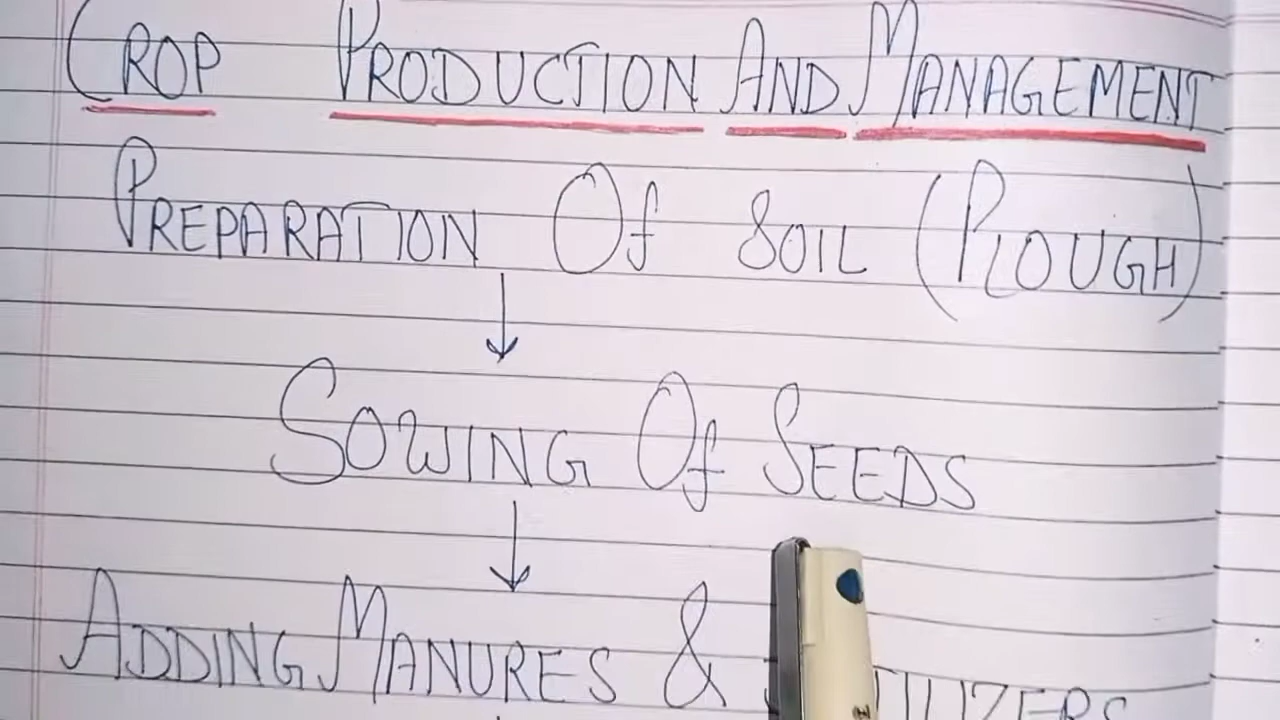 CROP PRODUCTION AND MANAGEMENT
PREPARATION Of SOIL (PLOUGH)
SOWING Of SEEDS
ADDING MANURES &